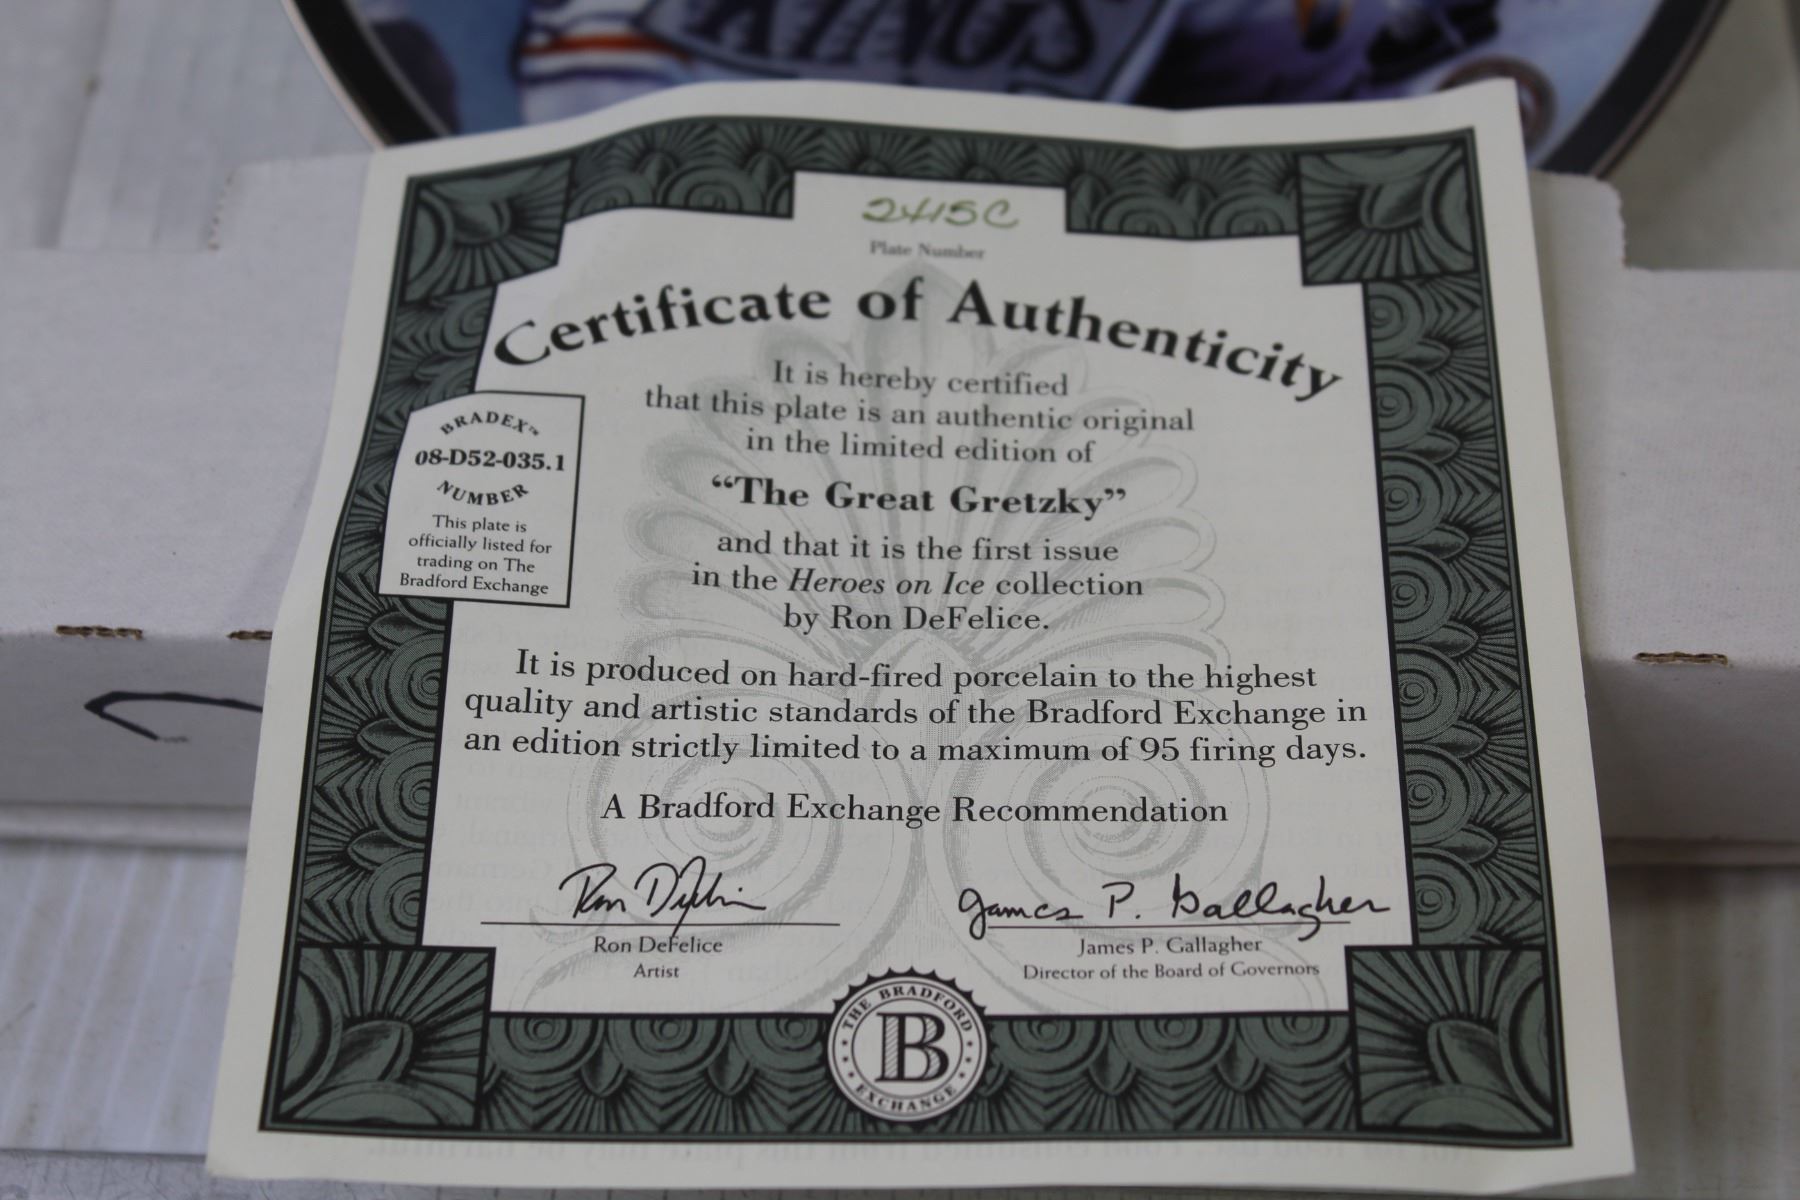 KINGS
2415C
Plate Number
Certificate of Authenticity
It is hereby certified
that this plate is an authentic original
in the limited edition of
“The Great Gretzky”
and that it is the first issue
in the Heroes on Ice collection
by Ron DeFelice.
BRADEX™
08-D52-035.1
NUMBER
This plate is
officially listed for
trading on The
Bradford Exchange
It is produced on hard-fired porcelain to the highest
quality and artistic standards of the Bradford Exchange in
an edition strictly limited to a maximum of 95 firing days.
A Bradford Exchange Recommendation
Ron DeFelice
James P. Gallagher
Ron DeFelice
Artist
James P. Gallagher
Director of the Board of Governors
THE BRADFORD
B
EXCHANGE